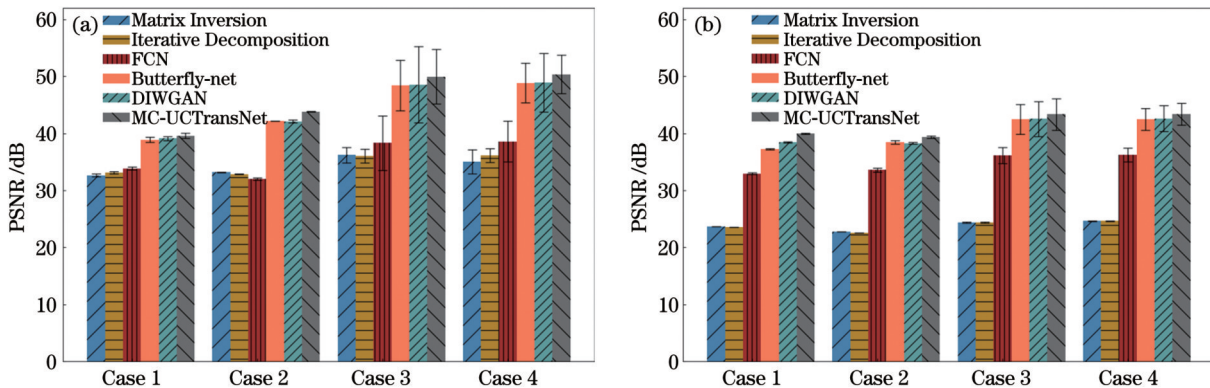 (a)
Matrix Inversion
Iterative Decomposition
FCN
Butterfly-net
DIWGAN
MC-UCTransNet
PSNR /dB
60
50
40
30
20
10
0
Case 1 Case 2 Case 3 Case 4
(b)
Matrix Inversion
Iterative Decomposition
FCN
Butterfly-net
DIWGAN
MC-UCTransNet
PSNR /dB
60
50
40
30
20
10
0
Case 1 Case 2 Case 3 Case 4